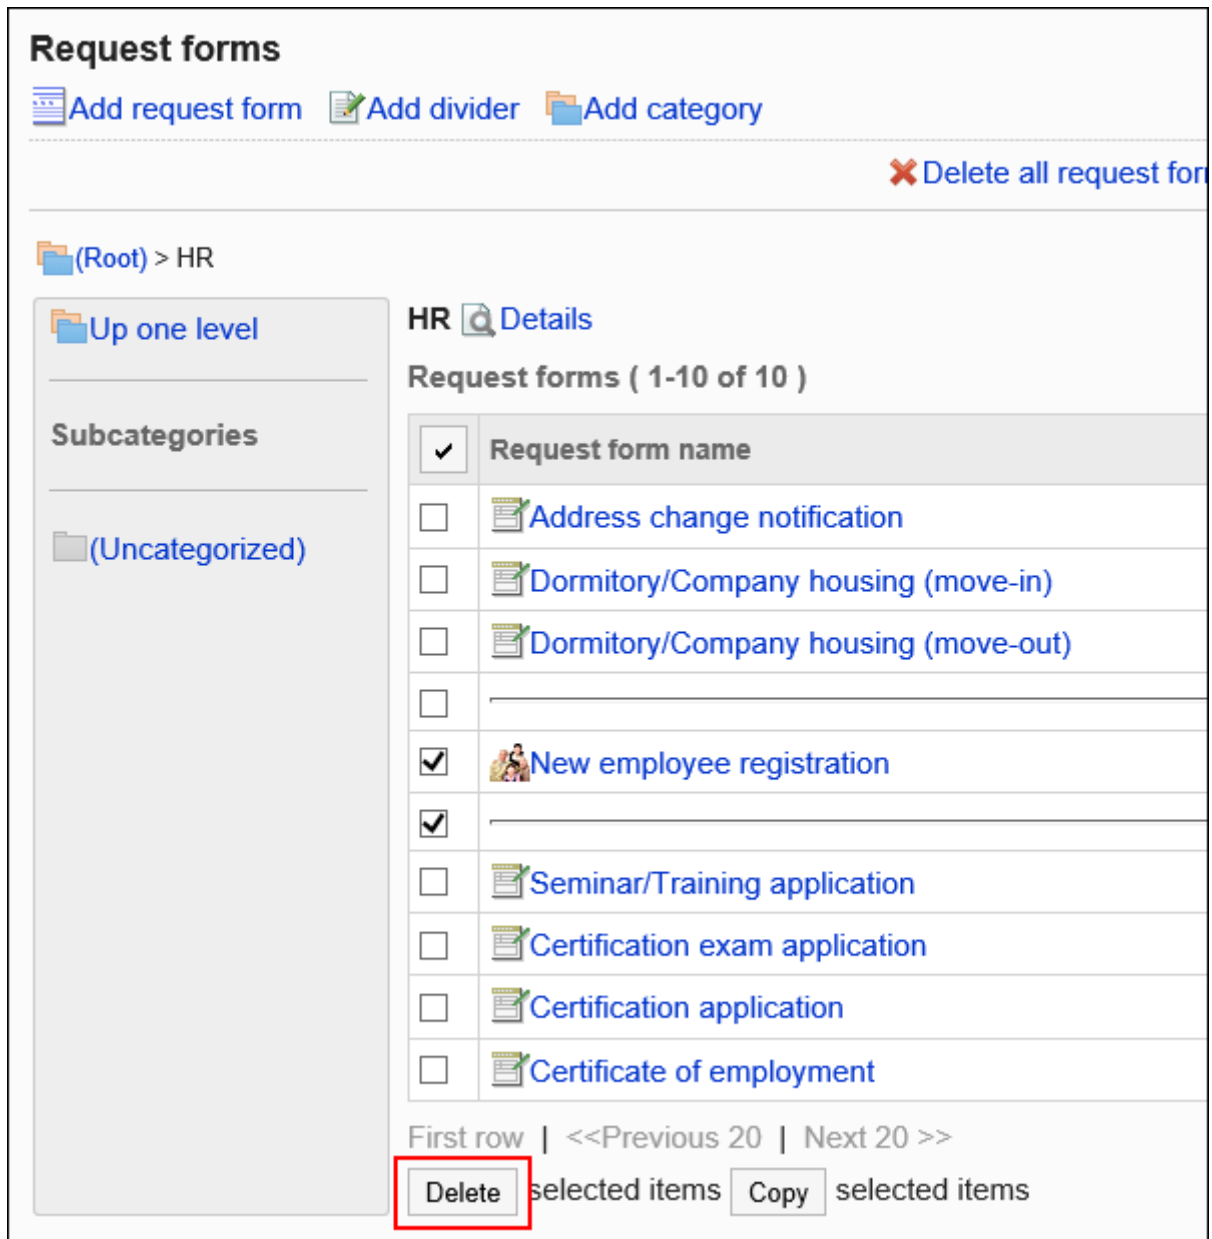 Request forms
Add request form Add divider Add category
Delete all request for
(Root) > HR
Up one level
Subcategories
(Uncategorized)
HR Details
Request forms ( 1-10 of 10 )
Request form name
Address change notification
Dormitory/Company housing (move-in)
Dormitory/Company housing (move-out)
New employee registration
Seminar/Training application
Certification exam application
Certification application
Certificate of employment
First row | <<Previous 20 | Next 20 >>
Delete selected items Copy selected items